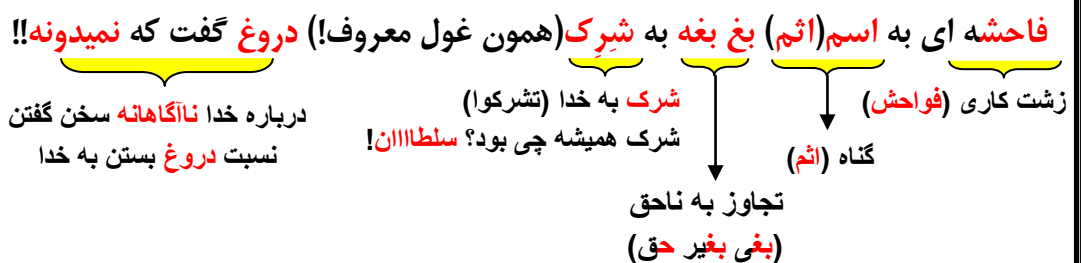 فاحشه ای به اسم(اثم) بغ بغه به شِرِک(همون غول معروف!) دروغ گفت که نمیدونه!!
زشت کاری (فواحش)
گناه (اثم)
تجاوز به ناحق
(بغی بغیر حق)
شرک به خدا (تشرکوا)
شرک همیشه چی بود؟ سلطاااان!
درباره خدا ناآگاهانه سخن گفتن
نسبت دروغ بستن به خدا